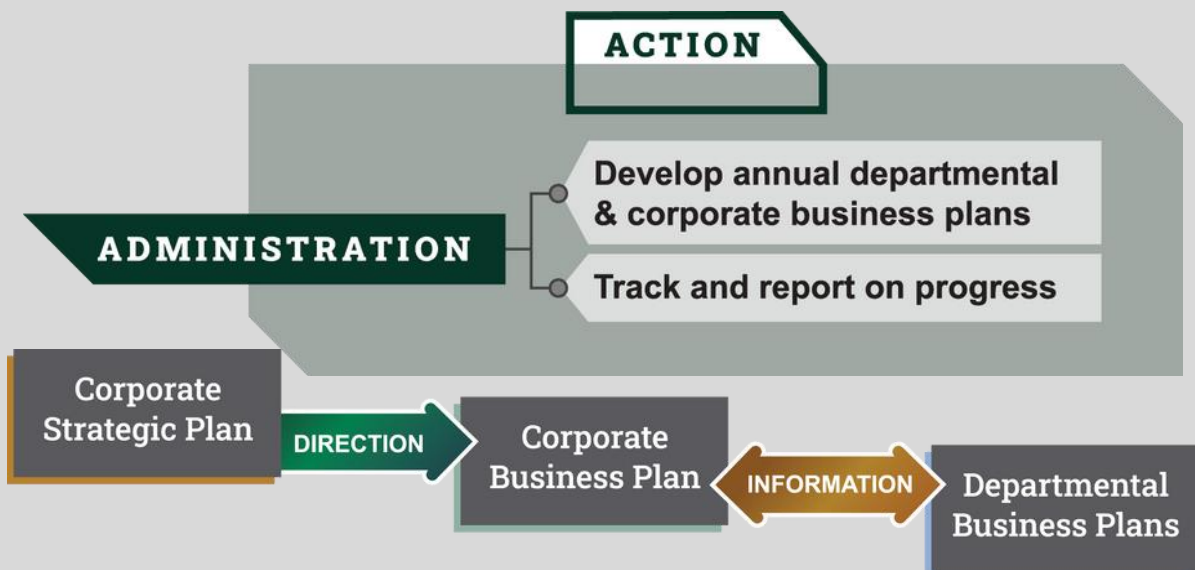 ACTION
Develop annual departmental
& corporate business plans
ADMINISTRATION
Track and report on progress
Corporate
Strategic Plan
DIRECTION
Corporate
Business Plan
INFORMATION
Departmental
Business Plans